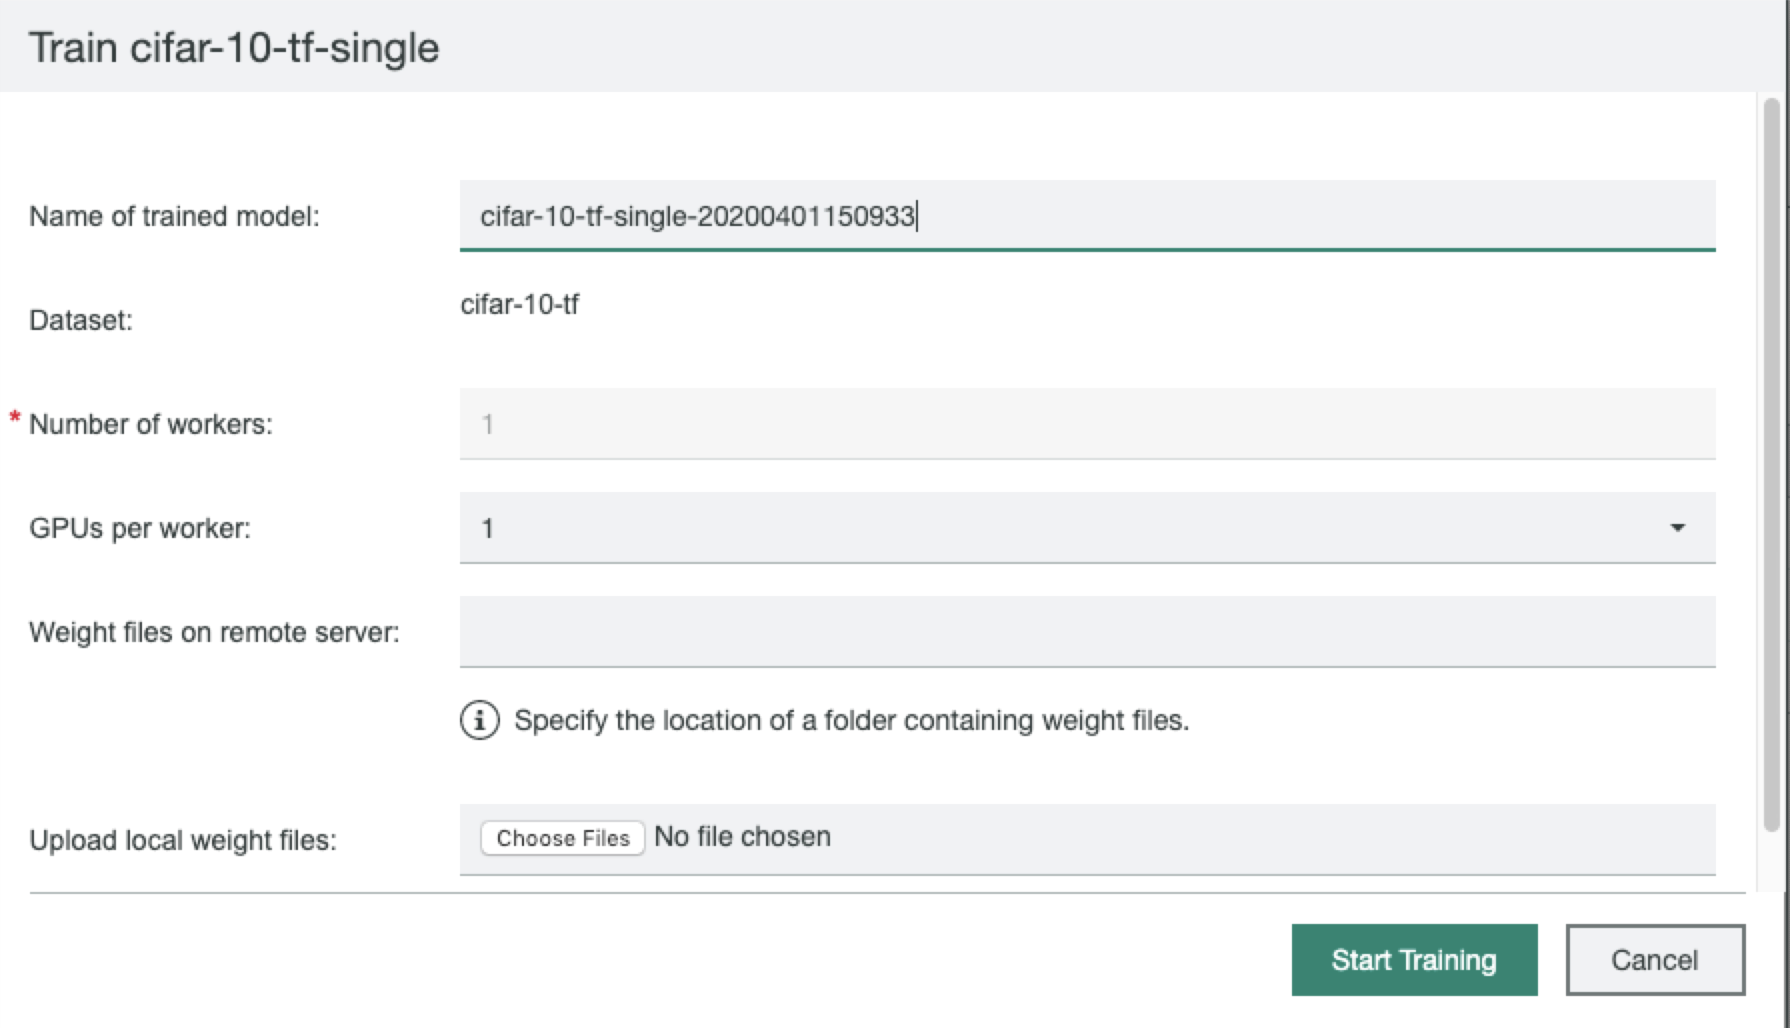 Train cifar-10-tf-single
Name of trained model: cifar-10-tf-single-20200401150933
Dataset: cifar-10-tf
* Number of workers: 1
GPUs per worker: 1
Weight files on remote server:
Specify the location of a folder containing weight files.
Upload local weight files: Choose Files No file chosen
Start Training Cancel